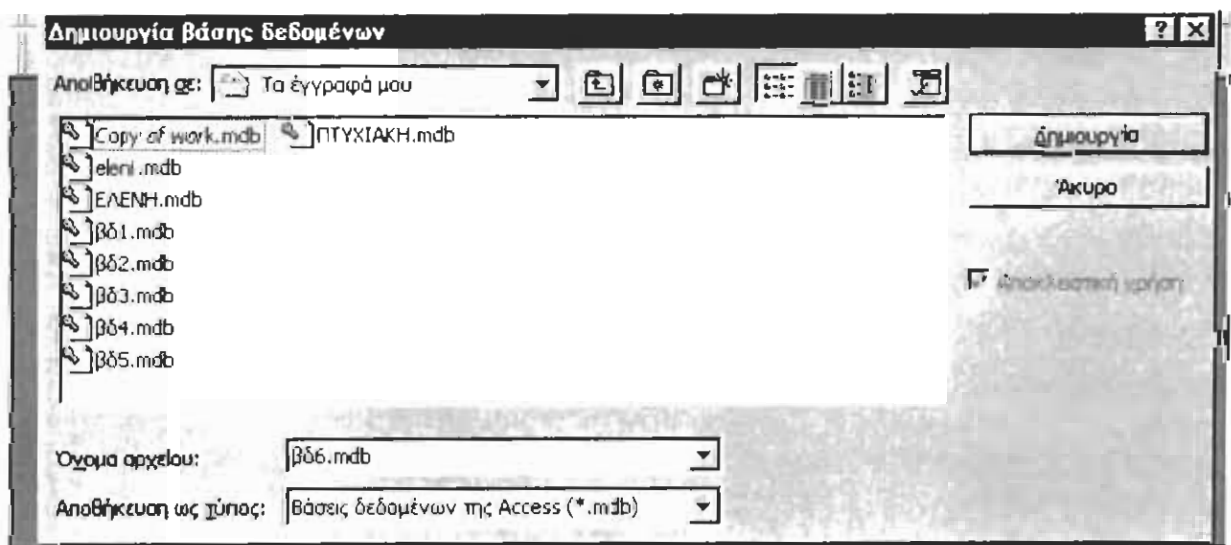 Δημιουργία βάσης δεδομένων
Αποθήκευση σε: Τα έγγραφά μου
Copy of work.mdb ΠΤΥΧΙΑΚΗ.mdb
Δημιουργία
eleni.mdb
Άκυρο
ΕΛΕΝΗ.mdb
βδ1.mdb
βδ2.mdb
Αποκλειστική χρήση
βδ3.mdb
βδ4.mdb
βδ5.mdb
Όνομα αρχείου: βδ6.mdb
Αποθήκευση ως τύπος: Βάσεις δεδομένων της Access (*.mdb)